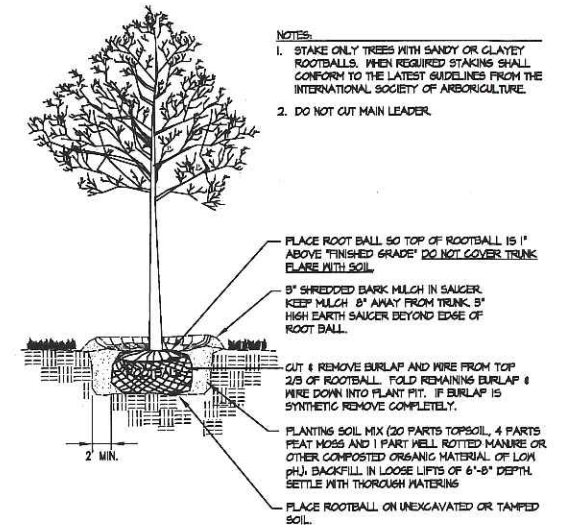 NOTES:
1. STAKE ONLY TREES WITH SANDY OR CLAYEY
ROOTBALLS. WHEN REQUIRED STAKING SHALL
CONFORM TO THE LATEST GUIDELINES FROM THE
INTERNATIONAL SOCIETY OF ARBORICULTURE.
2. DO NOT CUT MAIN LEADER.
PLACE ROOT BALL SO TOP OF ROOTBALL IS 1"
ABOVE "FINISHED GRADE" DO NOT COVER TRUNK
FLARE WITH SOIL.
3" SHREDDED BARK MULCH IN SAUCER.
KEEP MULCH 8" AWAY FROM TRUNK. 3"
HIGH EARTH SAUCER BEYOND EDGE OF
ROOT BALL.
CUT & REMOVE BURLAP AND WIRE FROM TOP
2/3 OF ROOTBALL. FOLD REMAINING BURLAP &
WIRE DOWN INTO PLANT PIT. IF BURLAP IS
SYNTHETIC REMOVE COMPLETELY.
PLANTING SOIL MIX (20 PARTS TOPSOIL, 4 PARTS
PEAT MOSS AND 1 PART WELL ROTTED MANURE OR
OTHER COMPOSTED ORGANIC MATERIAL OF LOW
pH.). BACKFILL IN LOOSE LIFTS OF 6"-8" DEPTH.
SETTLE WITH THOROUGH WATERING
PLACE ROOTBALL ON UNEXCAVATED OR TAMPED
SOIL.
ROOTBALL
2' MIN.